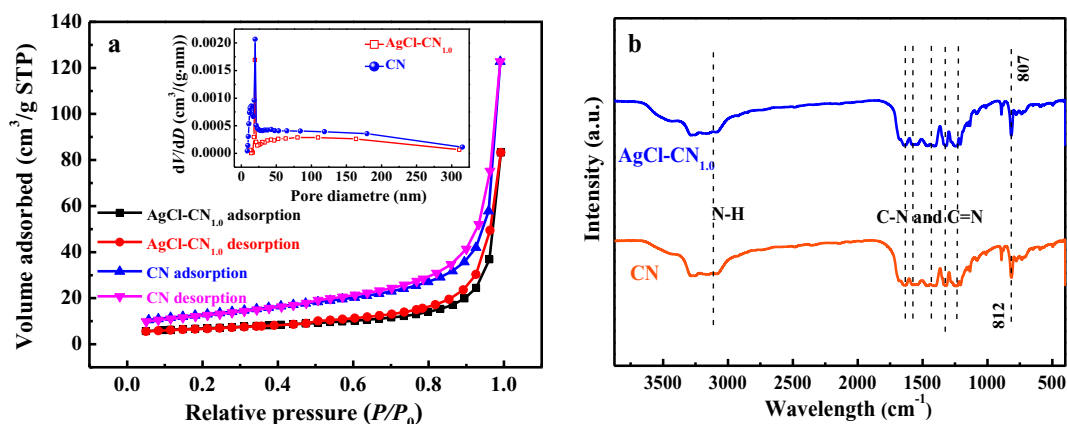 a
Volume adsorbed (cm³/g STP)
140
120
100
80
60
40
20
0
0.0 0.2 0.4 0.6 0.8 1.0
Relative pressure (P/P₀)
AgCl-CN₁.₀ adsorption
AgCl-CN₁.₀ desorption
CN adsorption
CN desorption
dV/dD (cm³/(g·nm))
0.0020
0.0015
0.0010
0.0005
0.0000
0 50 100 150 200 250 300
Pore diametre (nm)
AgCl-CN₁.₀
CN
b
Intensity (a.u.)
807
AgCl-CN₁.₀
N-H
C-N and C=N
CN
812
3500 3000 2500 2000 1500 1000 500
Wavelength (cm⁻¹)